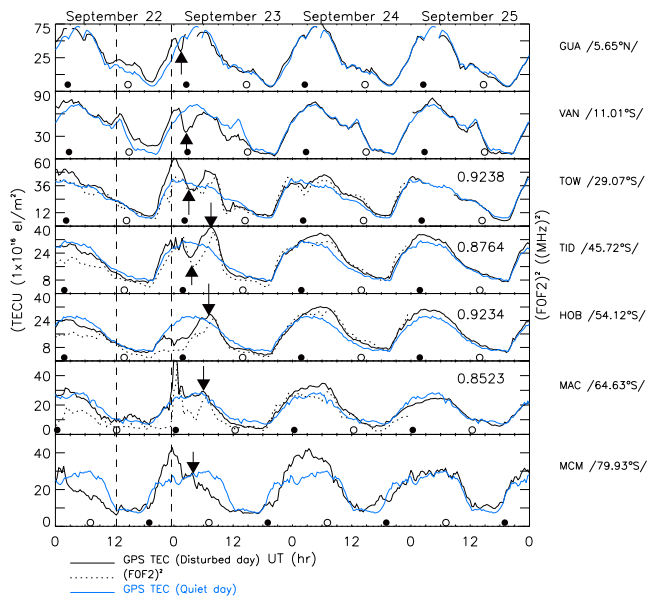 September 22 September 23 September 24 September 25
75
50
25
GUA /5.65°N/
90
30
VAN /11.01°S/
60
36
12
0.9238
TOW /29.07°S/
40
24
8
0.8764
TID /45.72°S/
40
24
8
0.9234
HOB /54.12°S/
40
20
0
0.8523
MAC /64.63°S/
40
20
MCM /79.93°S/
(TECU (1x10¹⁶ el/m²)
(F0F2)² ((MHz)²)
0 12 0 12 0 12 0 12 0
UT (hr)
GPS TEC (Disturbed day)
(F0F2)²
GPS TEC (Quiet day)